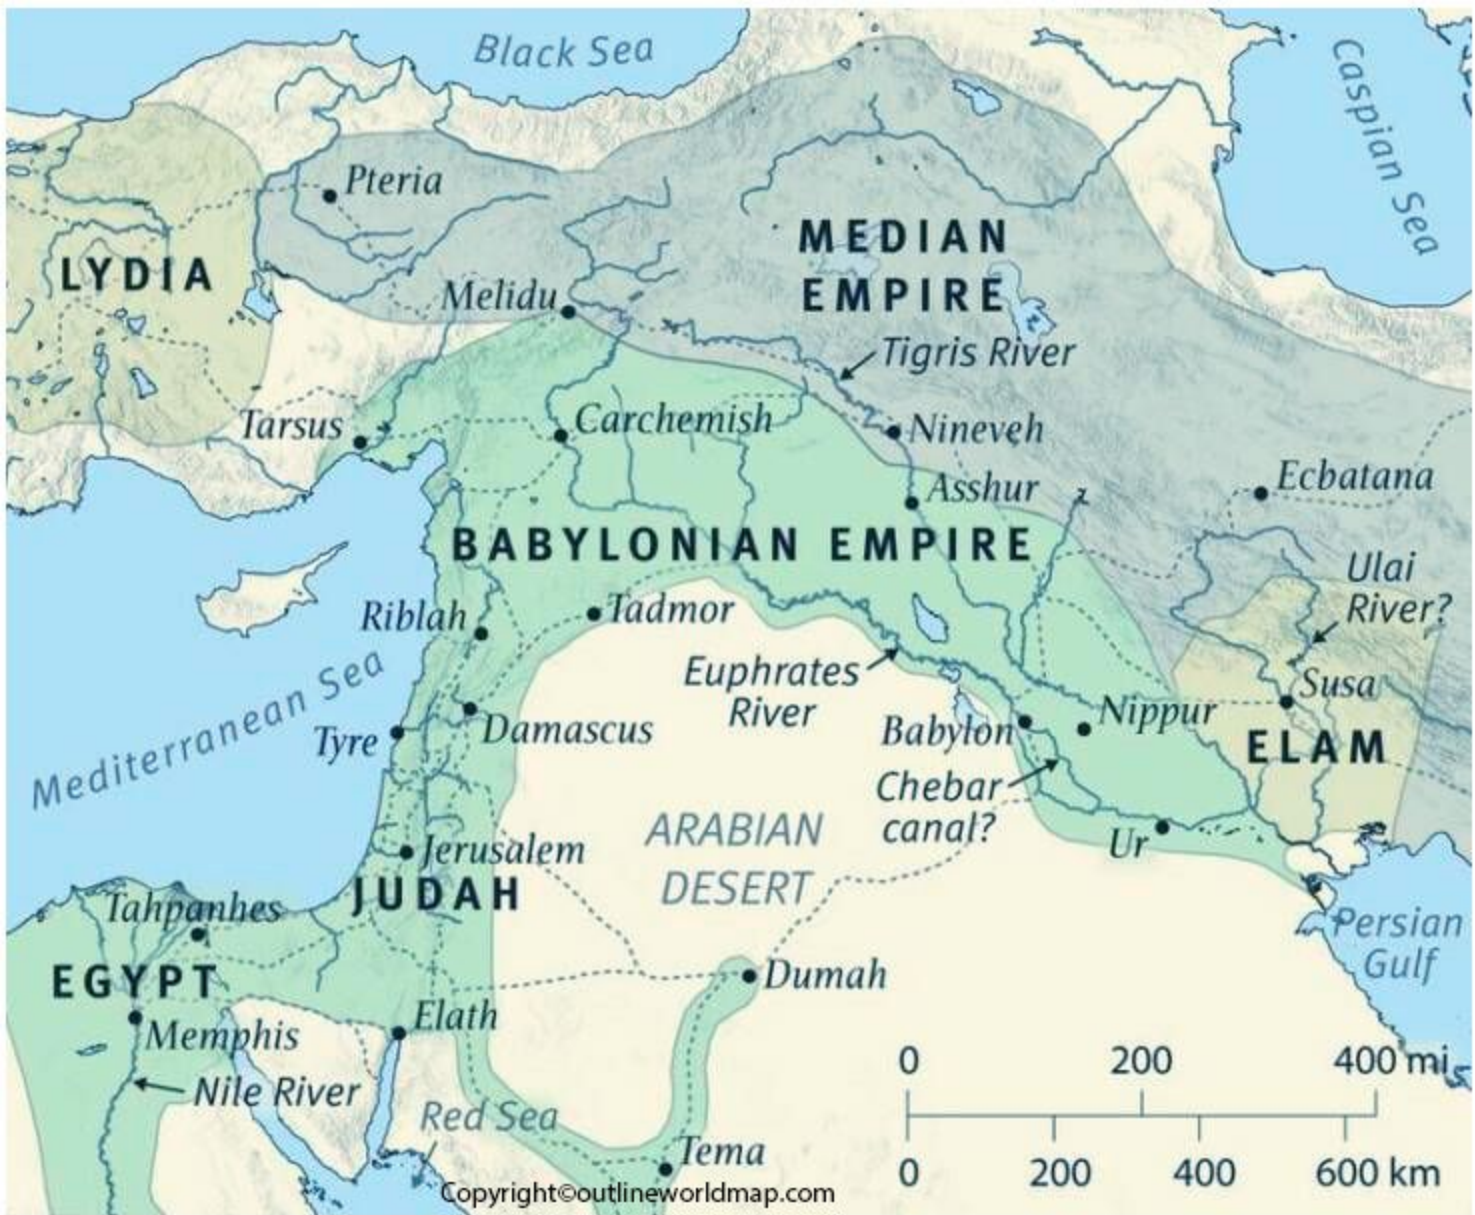 Black Sea
Caspian Sea
Pteria
LYDIA
MEDIAN
EMPIRE
Melidu
Tigris River
Tarsus
Carchemish
Nineveh
Ecbatana
Asshur
BABYLONIAN EMPIRE
Ulai
River?
Riblah
Tadmor
Mediterranean Sea
Euphrates
River
Susa
Tyre
Damascus
Babylon
Nippur
ELAM
Chebar
canal?
ARABIAN
DESERT
Ur
Jerusalem
JUDAH
Tahpanhes
Persian
Gulf
EGYPT
Dumah
Memphis
Elath
Nile River
Red Sea
Tema
0 200 400 mi
0 200 400 600 km
Copyright©outlineworldmap.com